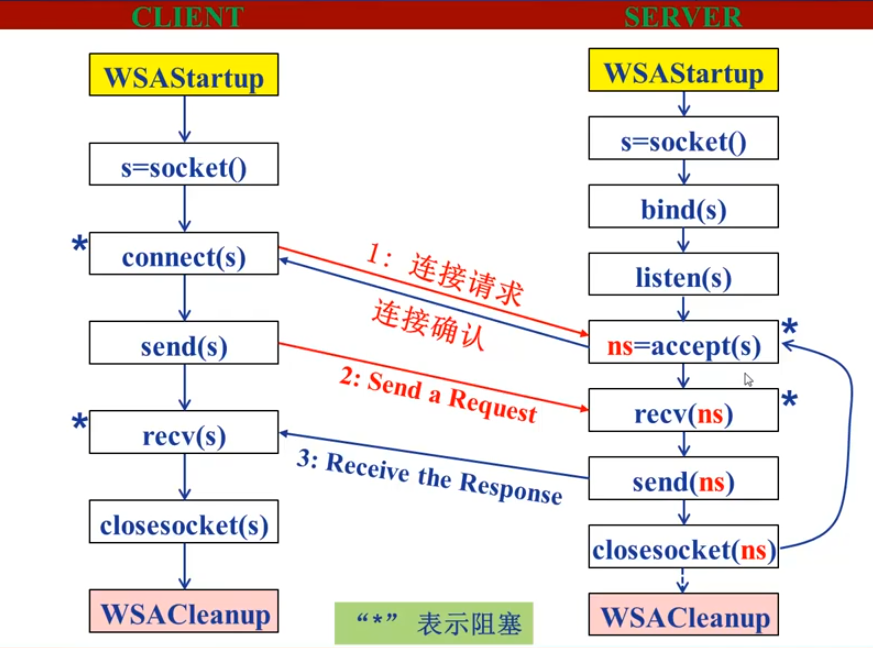 CLIENT
SERVER
WSAStartup
s=socket()
*
connect(s)
send(s)
*
recv(s)
closesocket(s)
WSACleanup
1: 连接请求
连接确认
2: Send a Request
3: Receive the Response
WSAStartup
s=socket()
bind(s)
listen(s)
ns=accept(s)
*
recv(ns)
*
send(ns)
closesocket(ns)
WSACleanup
“*” 表示阻塞